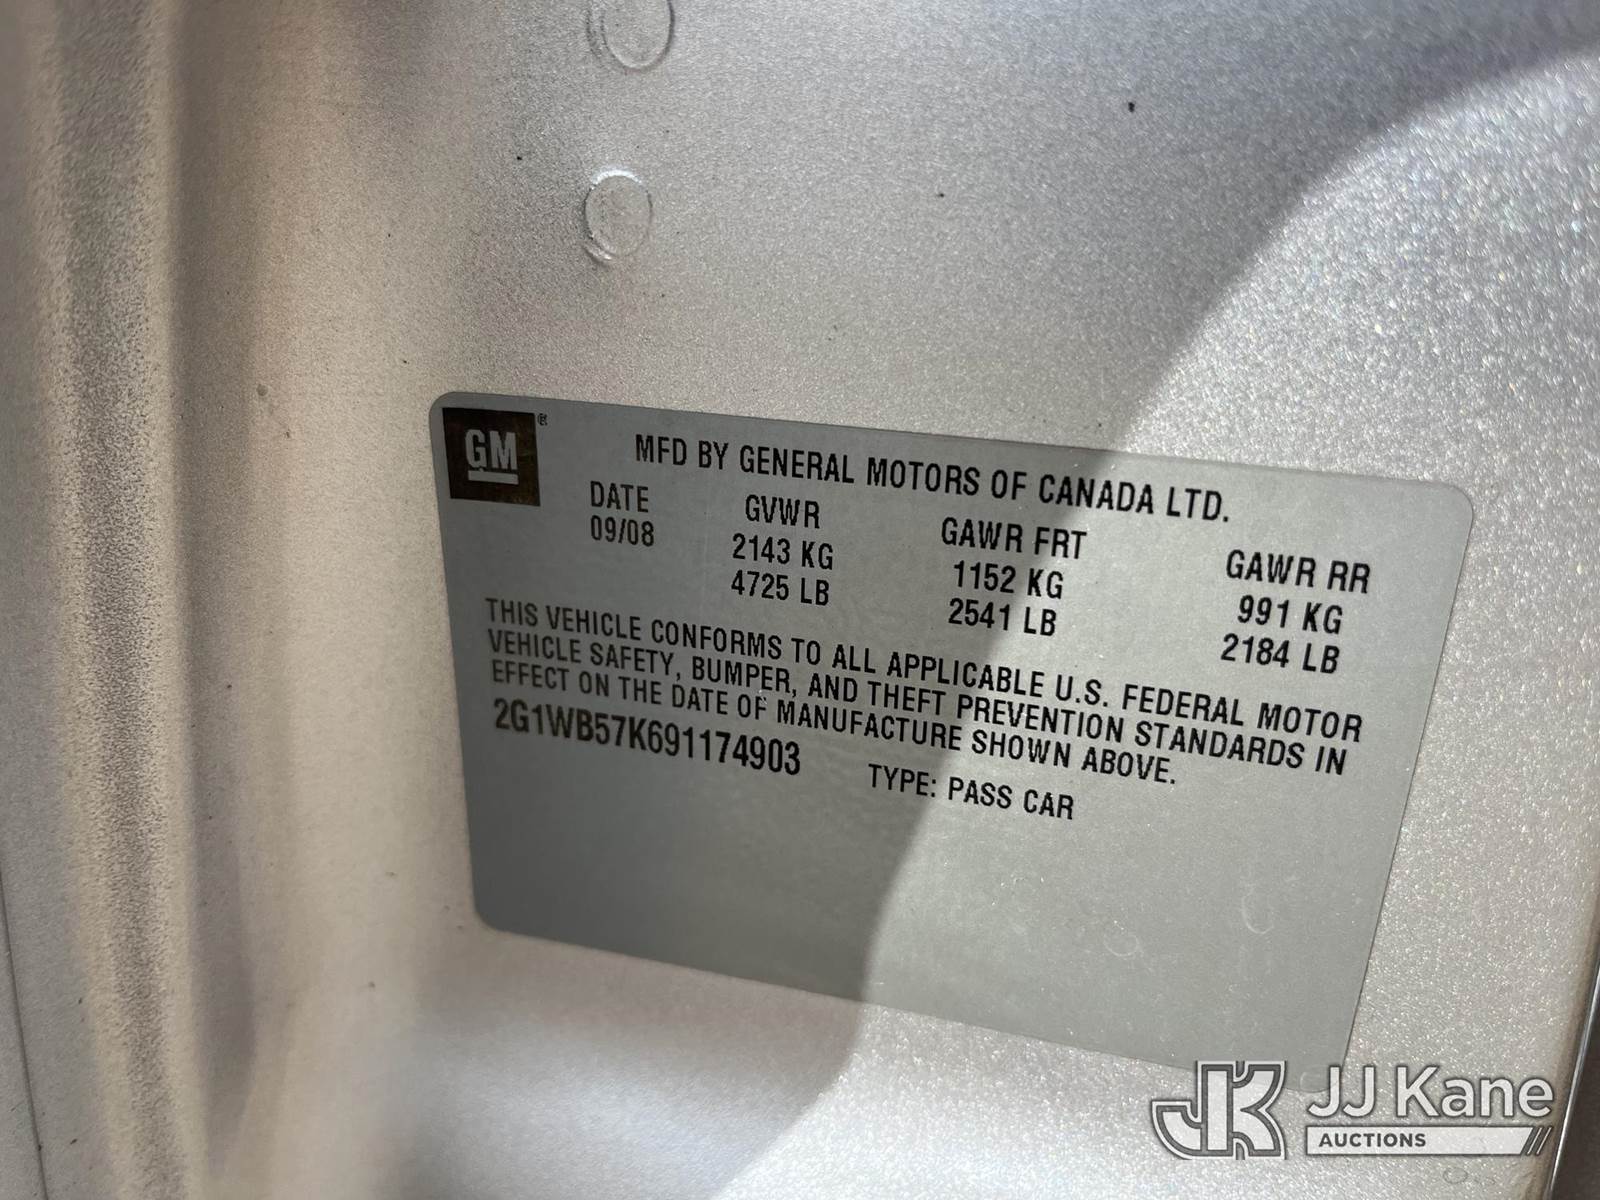 GM®
MFD BY GENERAL MOTORS OF CANADA LTD.
DATE GVWR GAWR FRT GAWR RR
09/08 2143 KG 1152 KG 991 KG
4725 LB 2541 LB 2184 LB
THIS VEHICLE CONFORMS TO ALL APPLICABLE U.S. FEDERAL MOTOR
VEHICLE SAFETY, BUMPER, AND THEFT PREVENTION STANDARDS IN
EFFECT ON THE DATE OF MANUFACTURE SHOWN ABOVE.
2G1WB57K691174903 TYPE: PASS CAR
JK JJ Kane
AUCTIONS